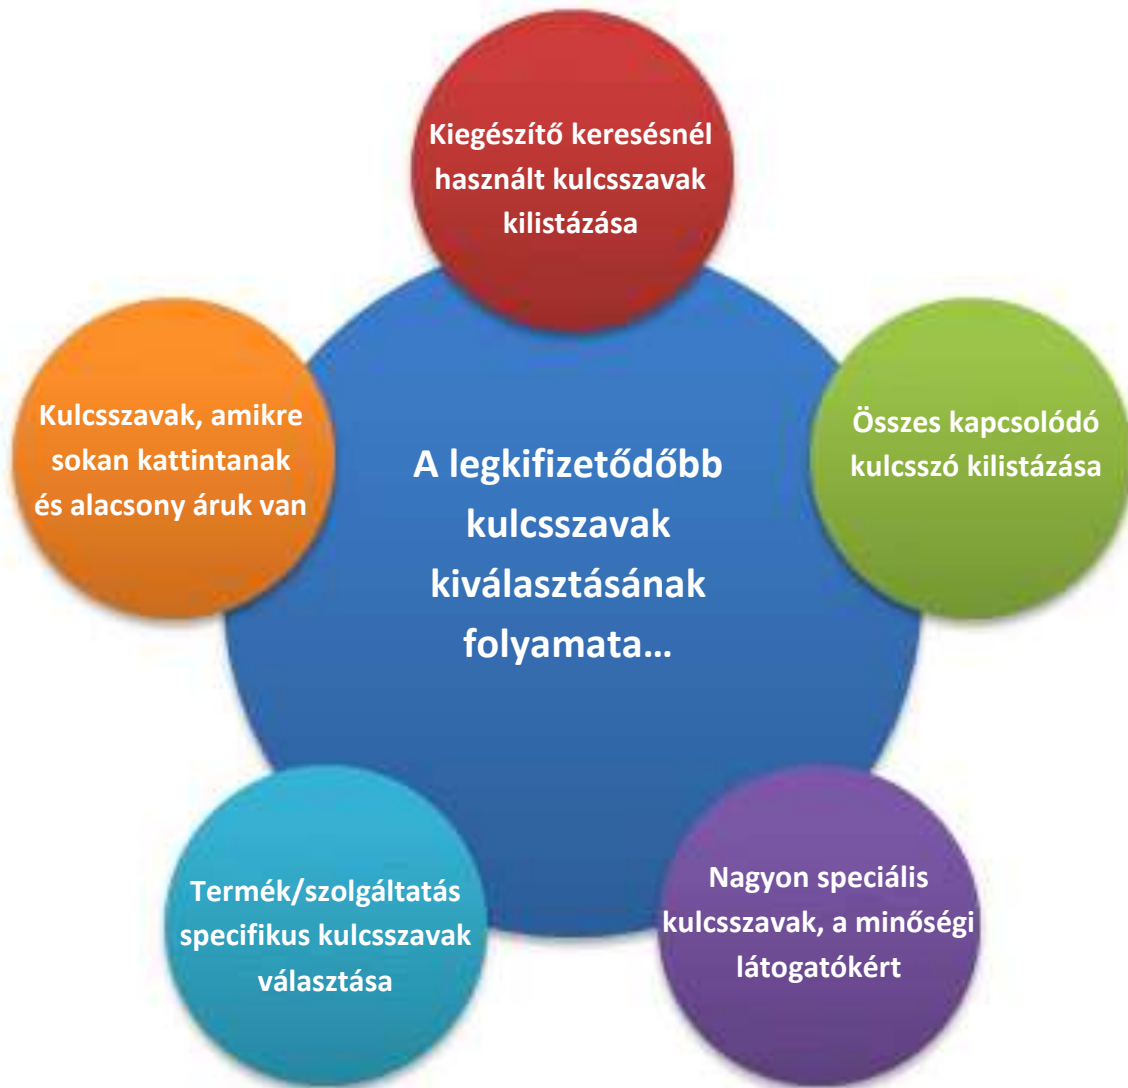 Kiegészítő keresésnél
használt kulcsszavak
kilistázása
Kulcsszavak, amikre
sokan kattintanak
és alacsony áruk van
A legkifizetődőbb
kulcsszavak
kiválasztásának
folyamata…
Összes kapcsolódó
kulcsszó kilistázása
Termék/szolgáltatás
specifikus kulcsszavak
választása
Nagyon speciális
kulcsszavak, a minőségi
látogatókért